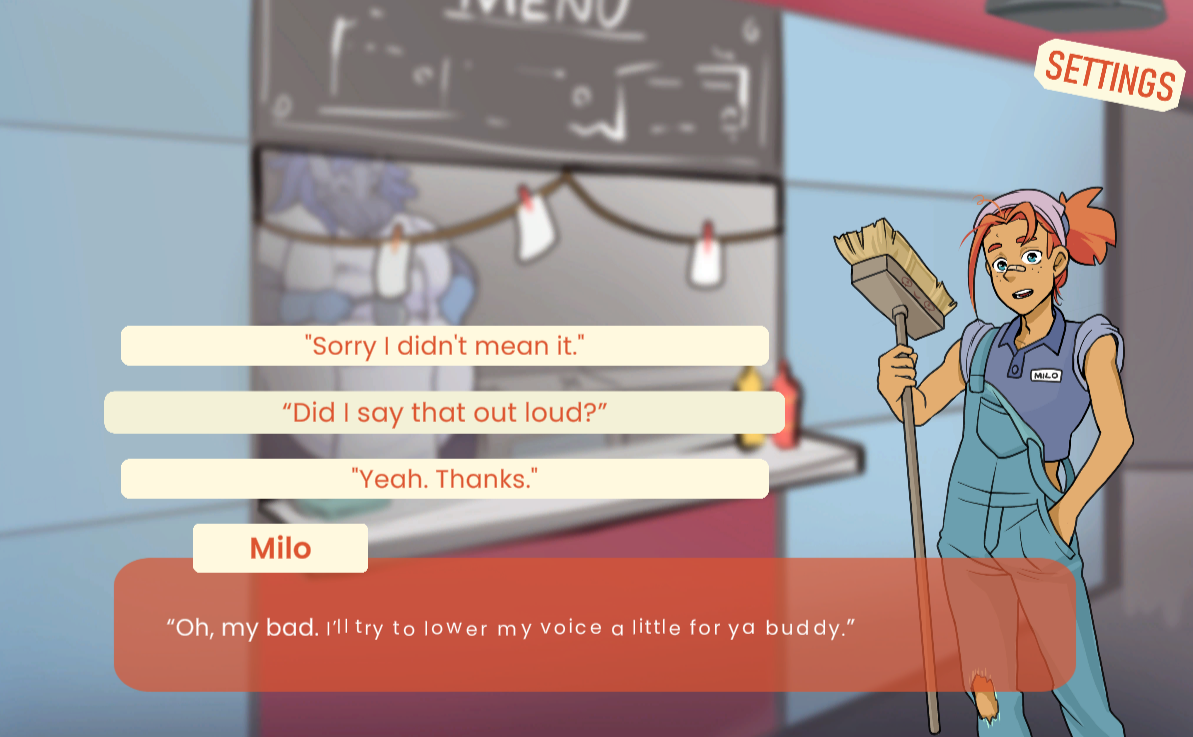 MENU
SETTINGS
MILO
"Sorry I didn't mean it."
“Did I say that out loud?”
"Yeah. Thanks."
Milo
“Oh, my bad. I’ll try to lower my voice a little for ya buddy.”